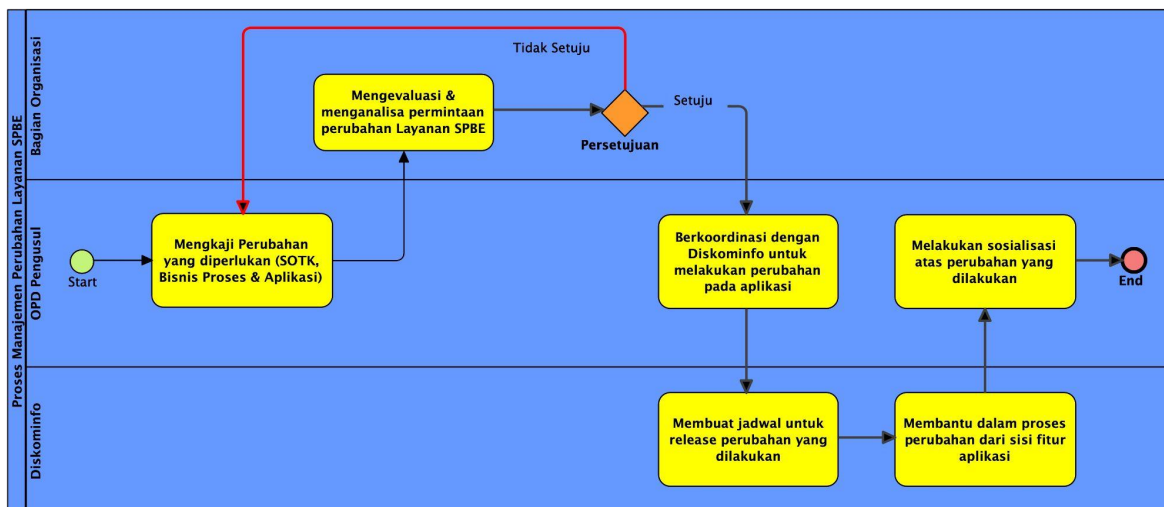 Proses Manajemen Perubahan Layanan SPBE
Bagian Organisasi
Tidak Setuju
Mengevaluasi &
menganalisa permintaan
perubahan Layanan SPBE
Persetujuan
Setuju
OPD Pengusul
Start
Mengkaji Perubahan
yang diperlukan (SOTK,
Bisnis Proses & Aplikasi)
Berkoordinasi dengan
Diskominfo untuk
melakukan perubahan
pada aplikasi
Melakukan sosialisasi
atas perubahan yang
dilakukan
End
Diskominfo
Membuat jadwal untuk
release perubahan yang
dilakukan
Membantu dalam proses
perubahan dari sisi fitur
aplikasi